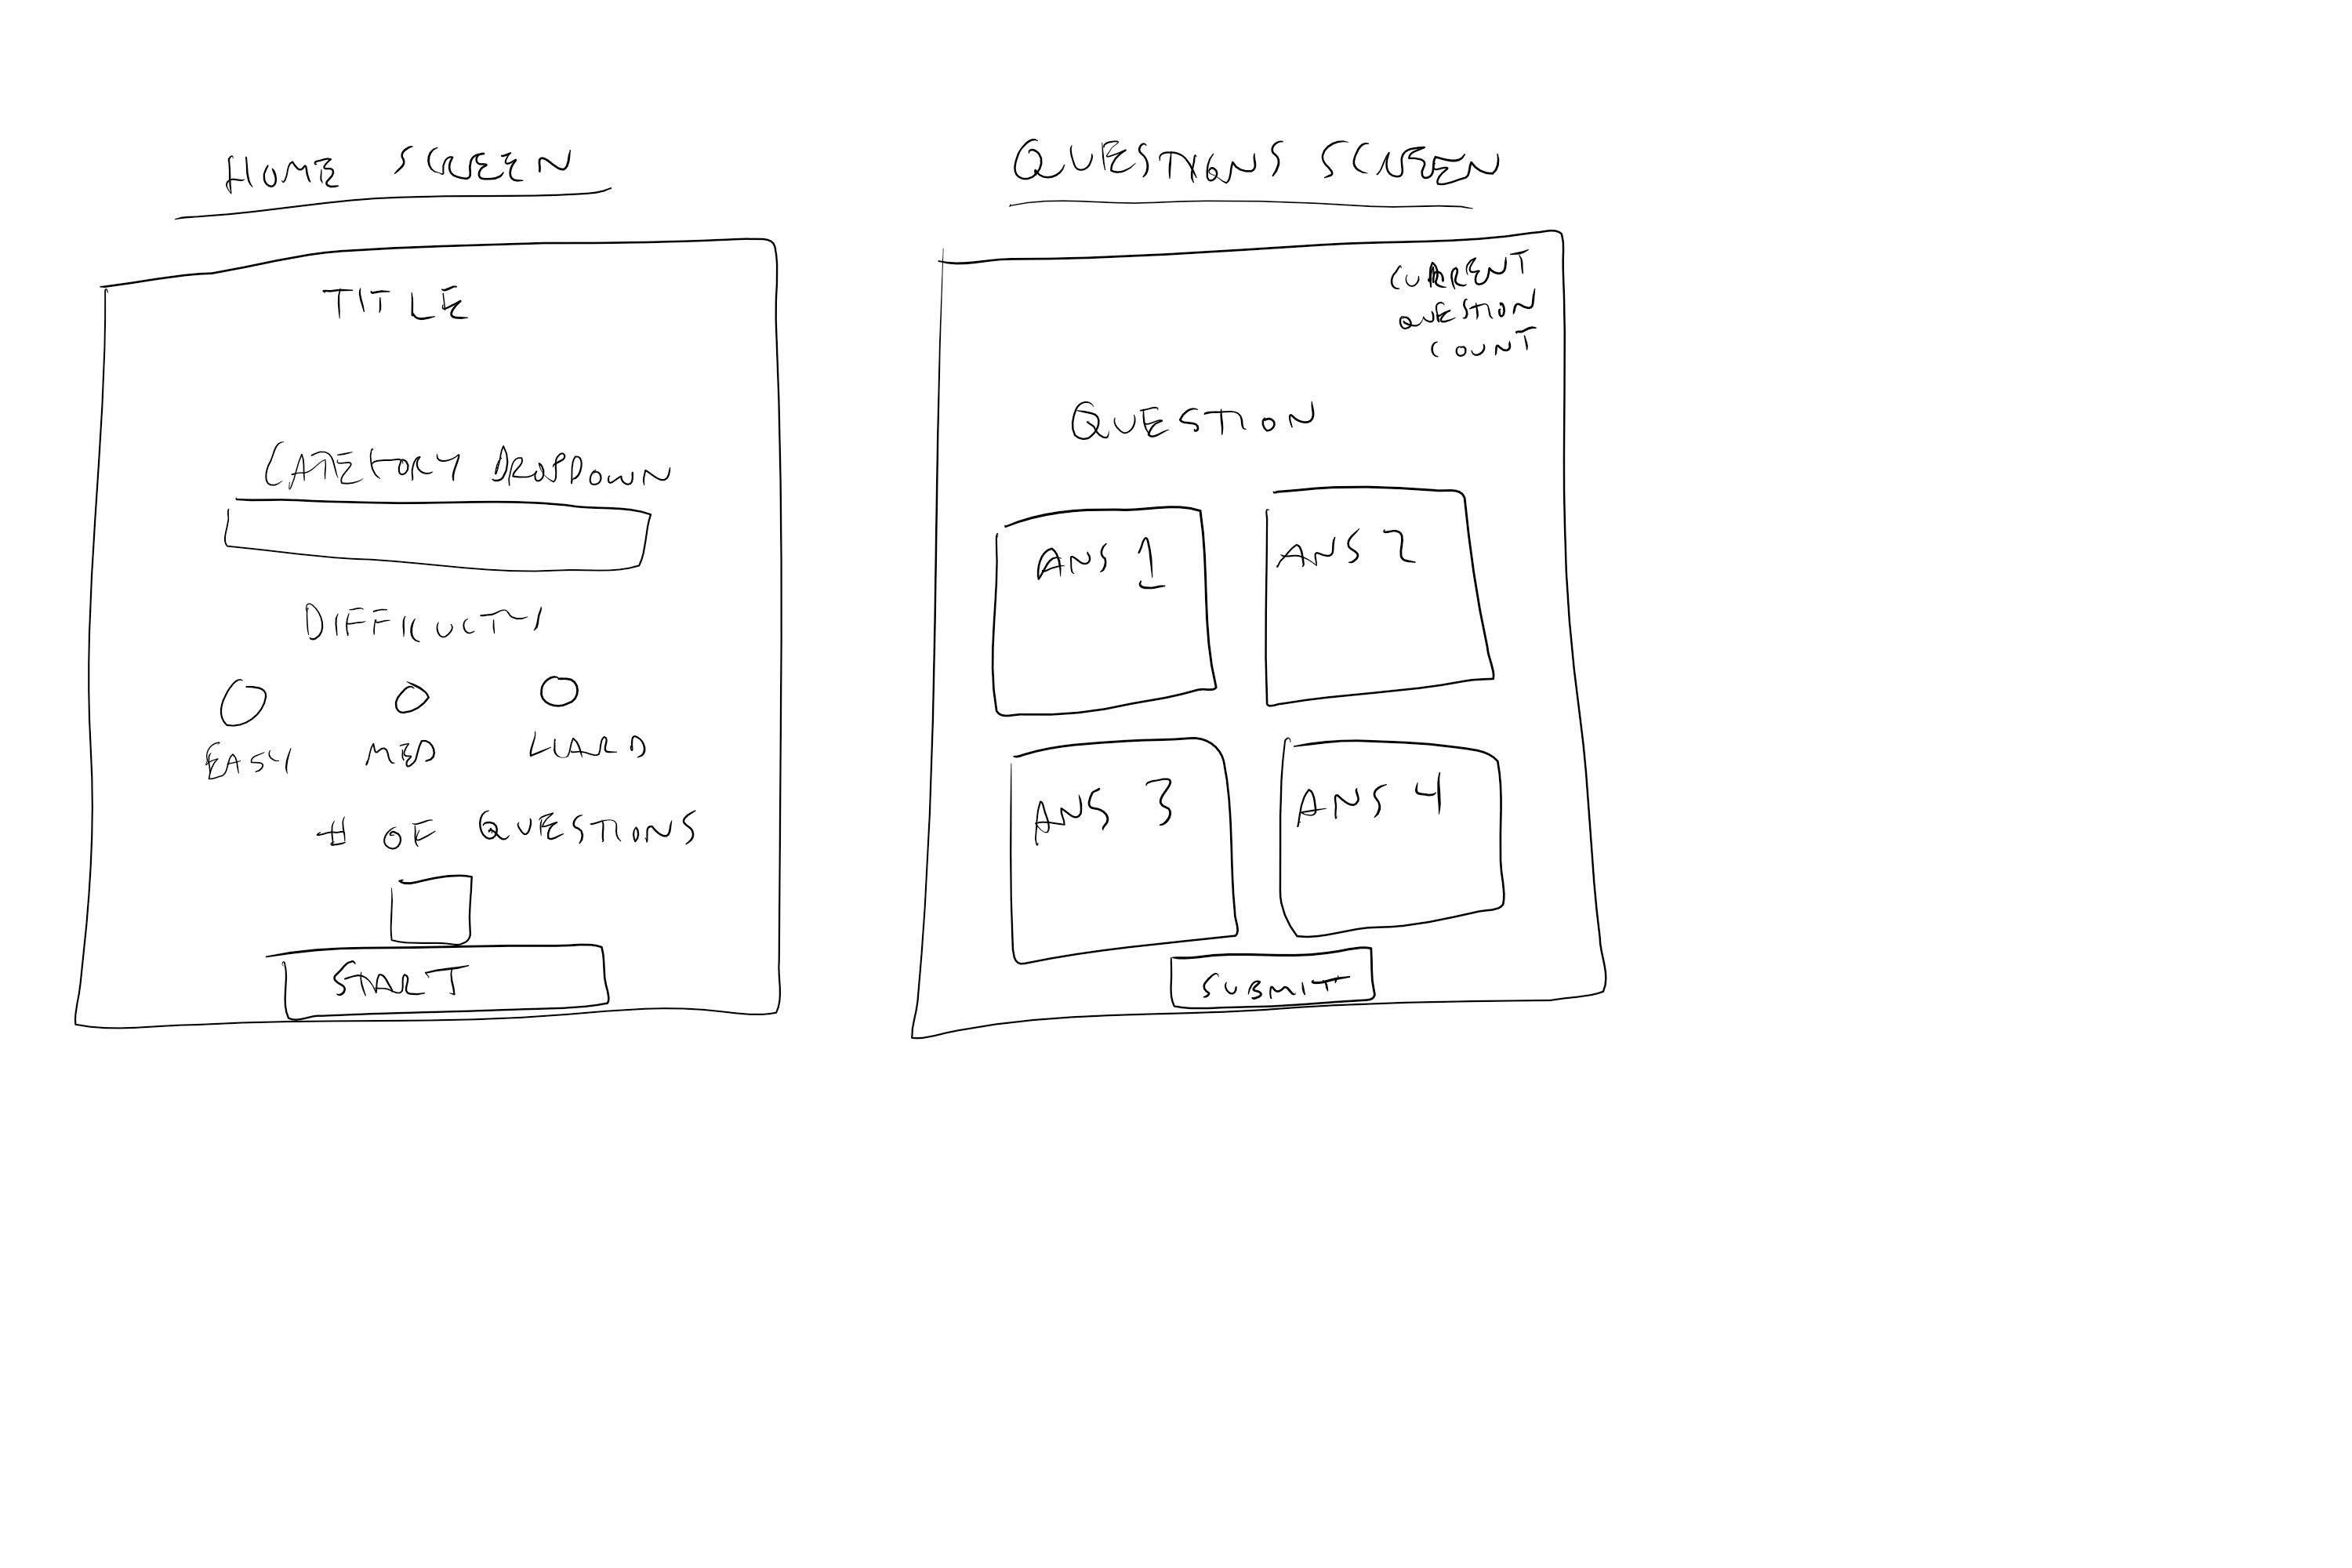 HOME SCREEN
TITLE
CATEGORY DROPDOWN
DIFFICULTY
EASY MED HARD
# OF QUESTIONS
START
QUESTIONS SCREEN
CURRENT
QUESTION
COUNT
QUESTION
ANS 1
ANS 2
ANS 3
ANS 4
SUBMIT